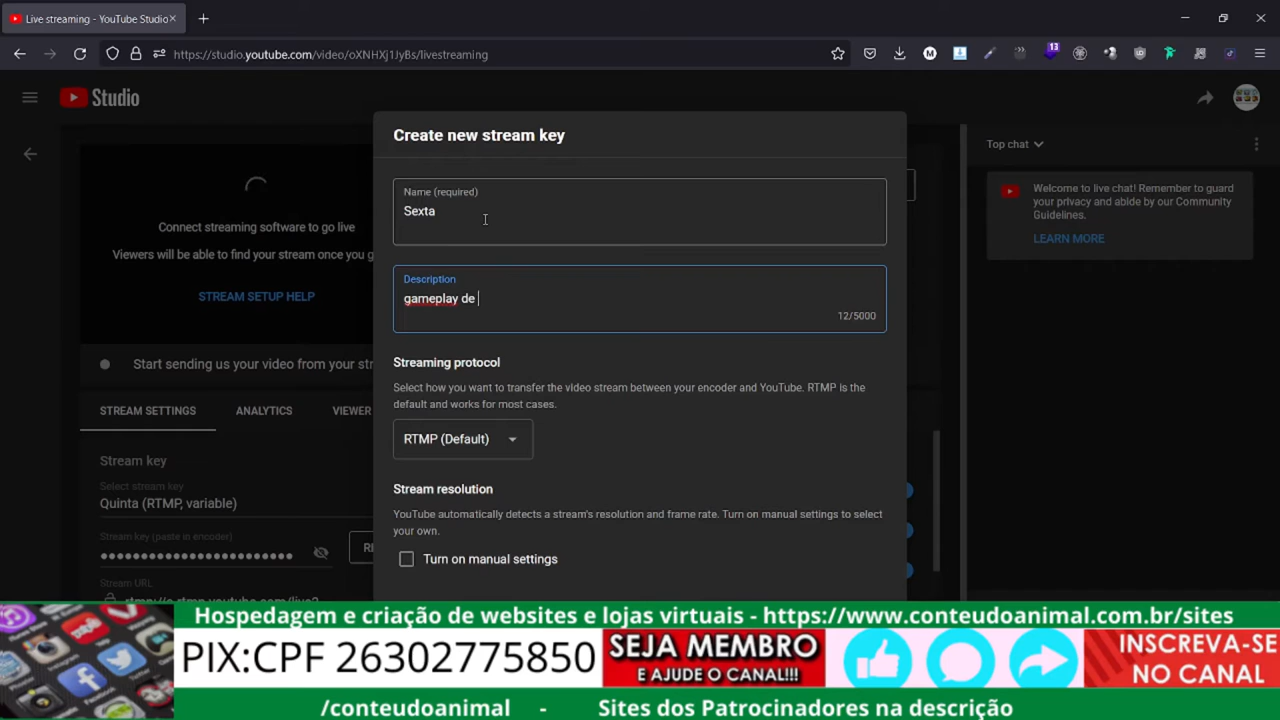 Live streaming - YouTube Studio
https://studio.youtube.com/video/oXNHXj1JyBs/livestreaming
13
Studio
Create new stream key
Name (required)
Sexta
Description
gameplay de
12/5000
Streaming protocol
Select how you want to transfer the video stream between your encoder and YouTube. RTMP is the
default and works for most cases.
RTMP (Default)
Stream resolution
YouTube automatically detects a stream's resolution and frame rate. Turn on manual settings to select
your own.
Turn on manual settings
Connect streaming software to go live
Viewers will be able to find your stream once you g
STREAM SETUP HELP
Start sending us your video from your str
STREAM SETTINGS
ANALYTICS
VIEWER
Stream key
Select stream key
Quinta (RTMP, variable)
Stream key (paste in encoder)
RE
Stream URL
Top chat
Welcome to live chat! Remember to guard
your privacy and abide by our Community
Guidelines.
LEARN MORE
Hospedagem e criação de websites e lojas virtuais - https://www.conteudoanimal.com.br/sites
PIX:CPF 26302775850
SEJA MEMBRO
E AJUDE O CANAL!!!
INSCREVA-SE
NO CANAL
/conteudoanimal - Sites dos Patrocinadores na descrição